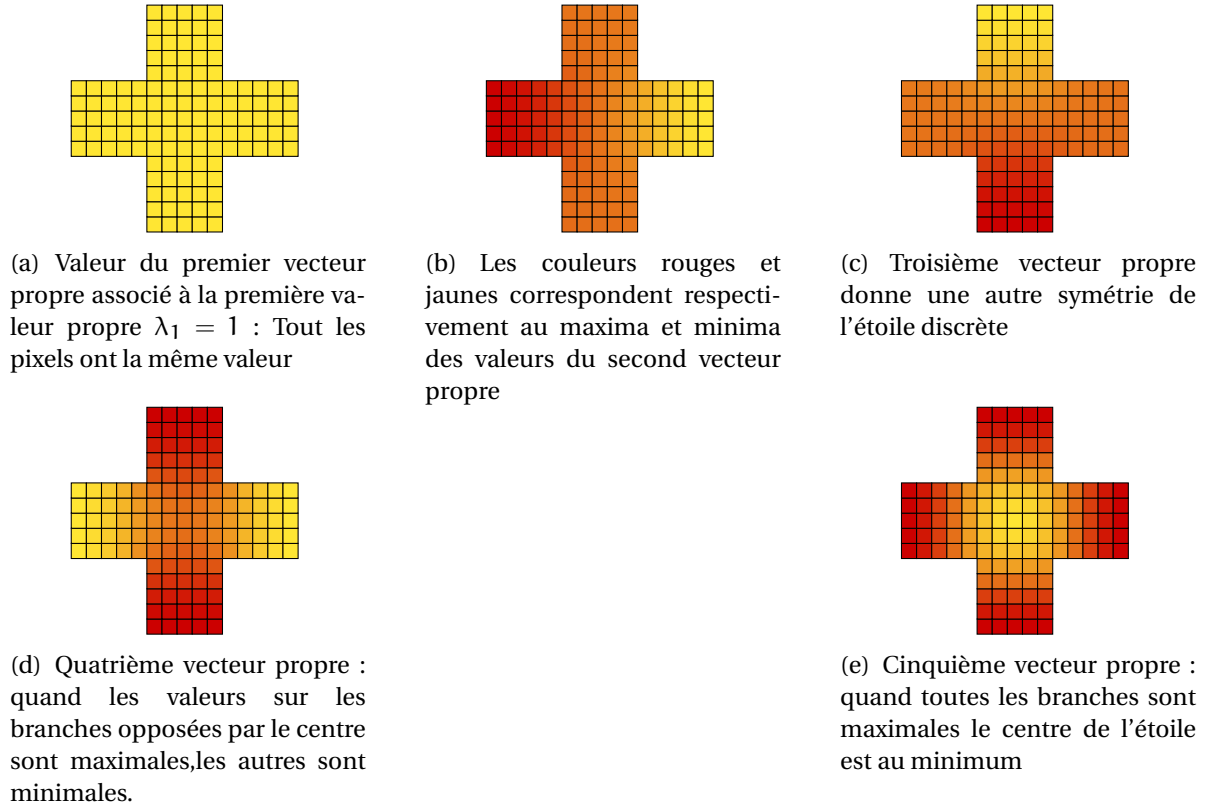 (a) Valeur du premier vecteur
propre associé à la première va-
leur propre λ₁ = 1 : Tout les
pixels ont la même valeur
(b) Les couleurs rouges et
jaunes correspondent respecti-
vement au maxima et minima
des valeurs du second vecteur
propre
(c) Troisième vecteur propre
donne une autre symétrie de
l'étoile discrète
(d) Quatrième vecteur propre :
quand les valeurs sur les
branches opposées par le centre
sont maximales,les autres sont
minimales.
(e) Cinquième vecteur propre :
quand toutes les branches sont
maximales le centre de l'étoile
est au minimum